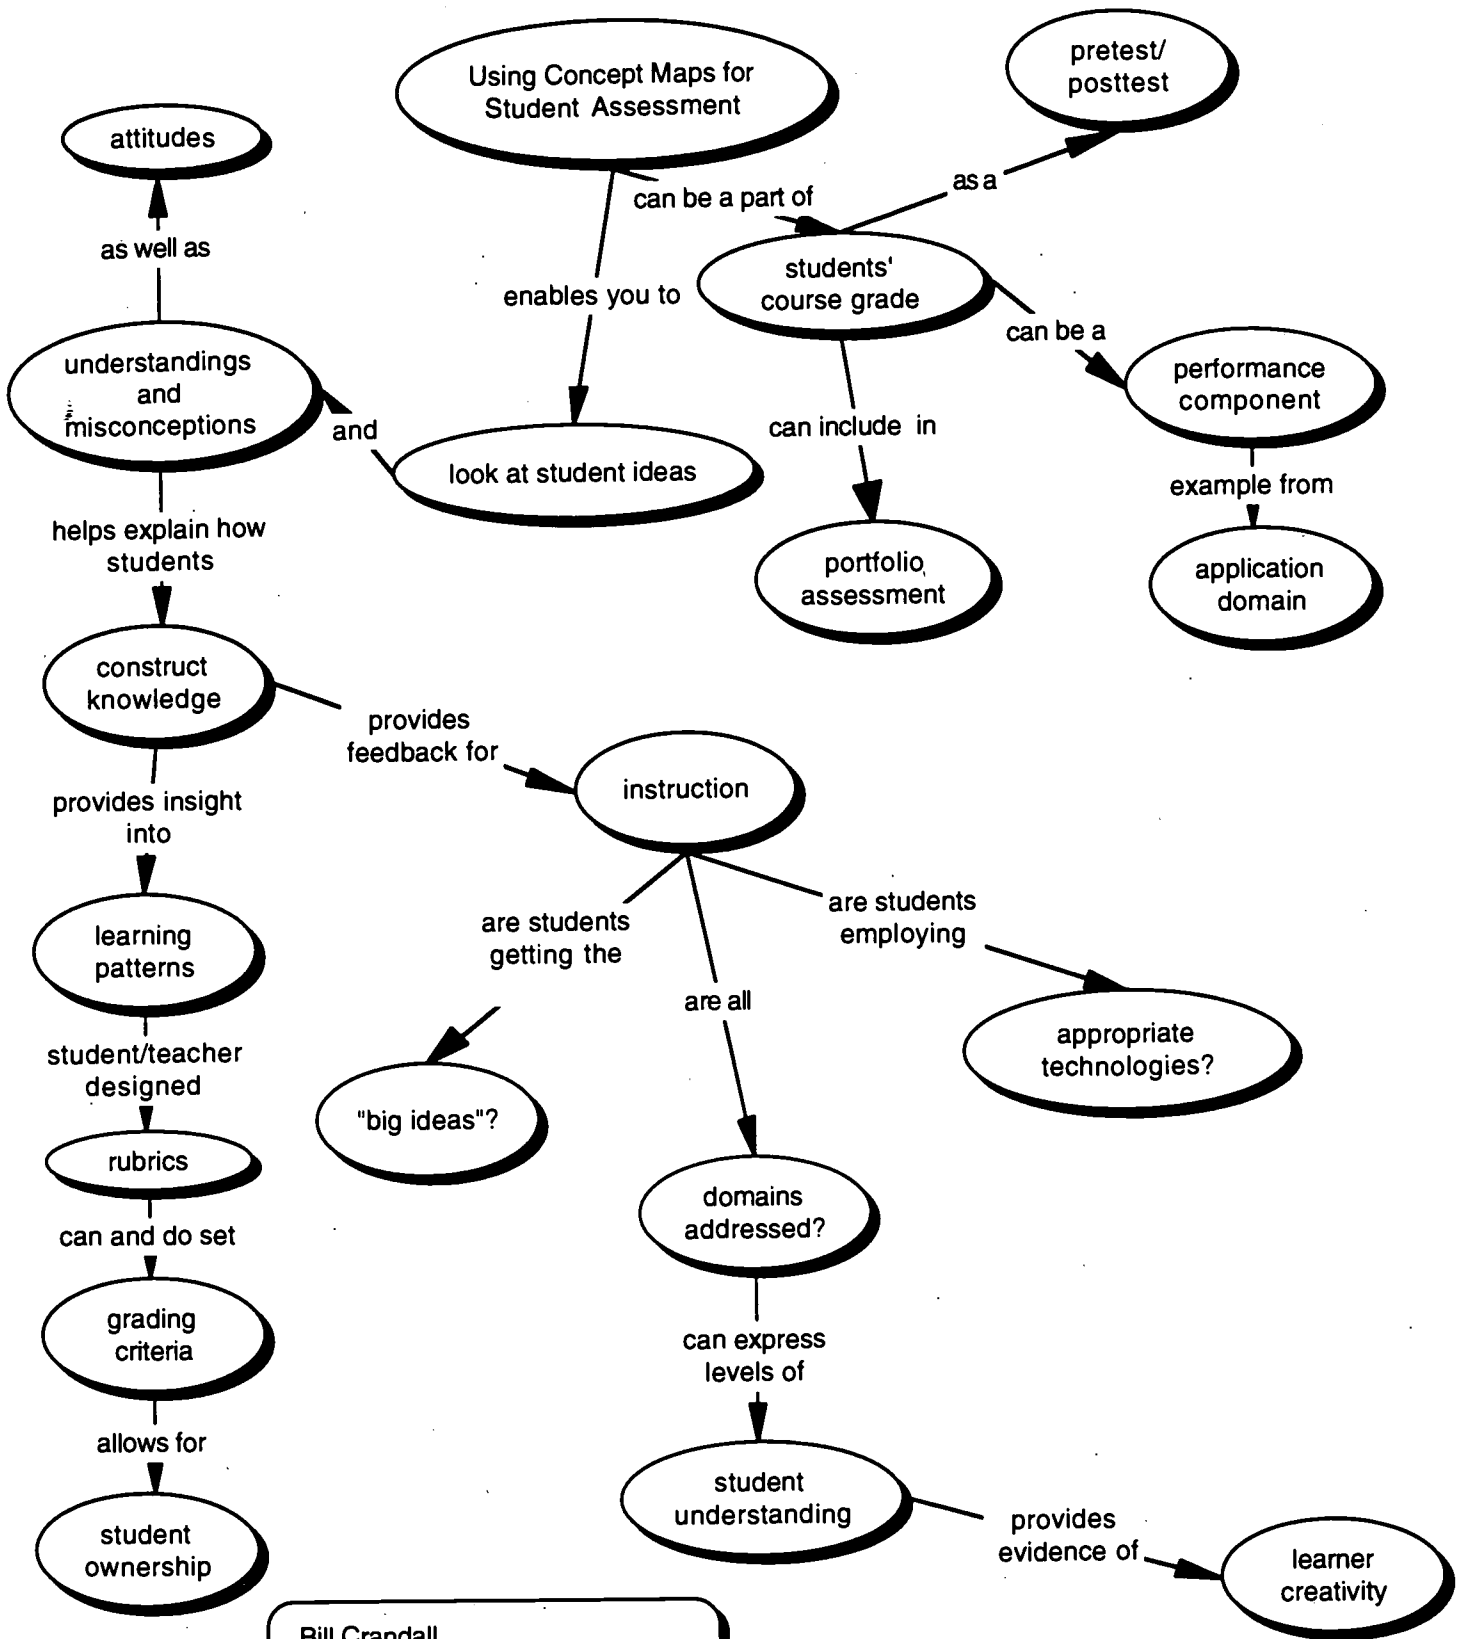 Using Concept Maps for
Student Assessment
pretest/
posttest
attitudes
as a
can be a part of
as well as
students'
course grade
enables you to
can be a
understandings
and
misconceptions
performance
component
and
can include in
look at student ideas
example from
helps explain how
students
portfolio
assessment
application
domain
construct
knowledge
provides
feedback for
instruction
provides insight
into
are students
getting the
are students
employing
learning
patterns
are all
student/teacher
designed
appropriate
technologies?
"big ideas"?
rubrics
domains
addressed?
can and do set
grading
criteria
can express
levels of
allows for
student
understanding
student
ownership
provides
evidence of
learner
creativity
Bill Crandall